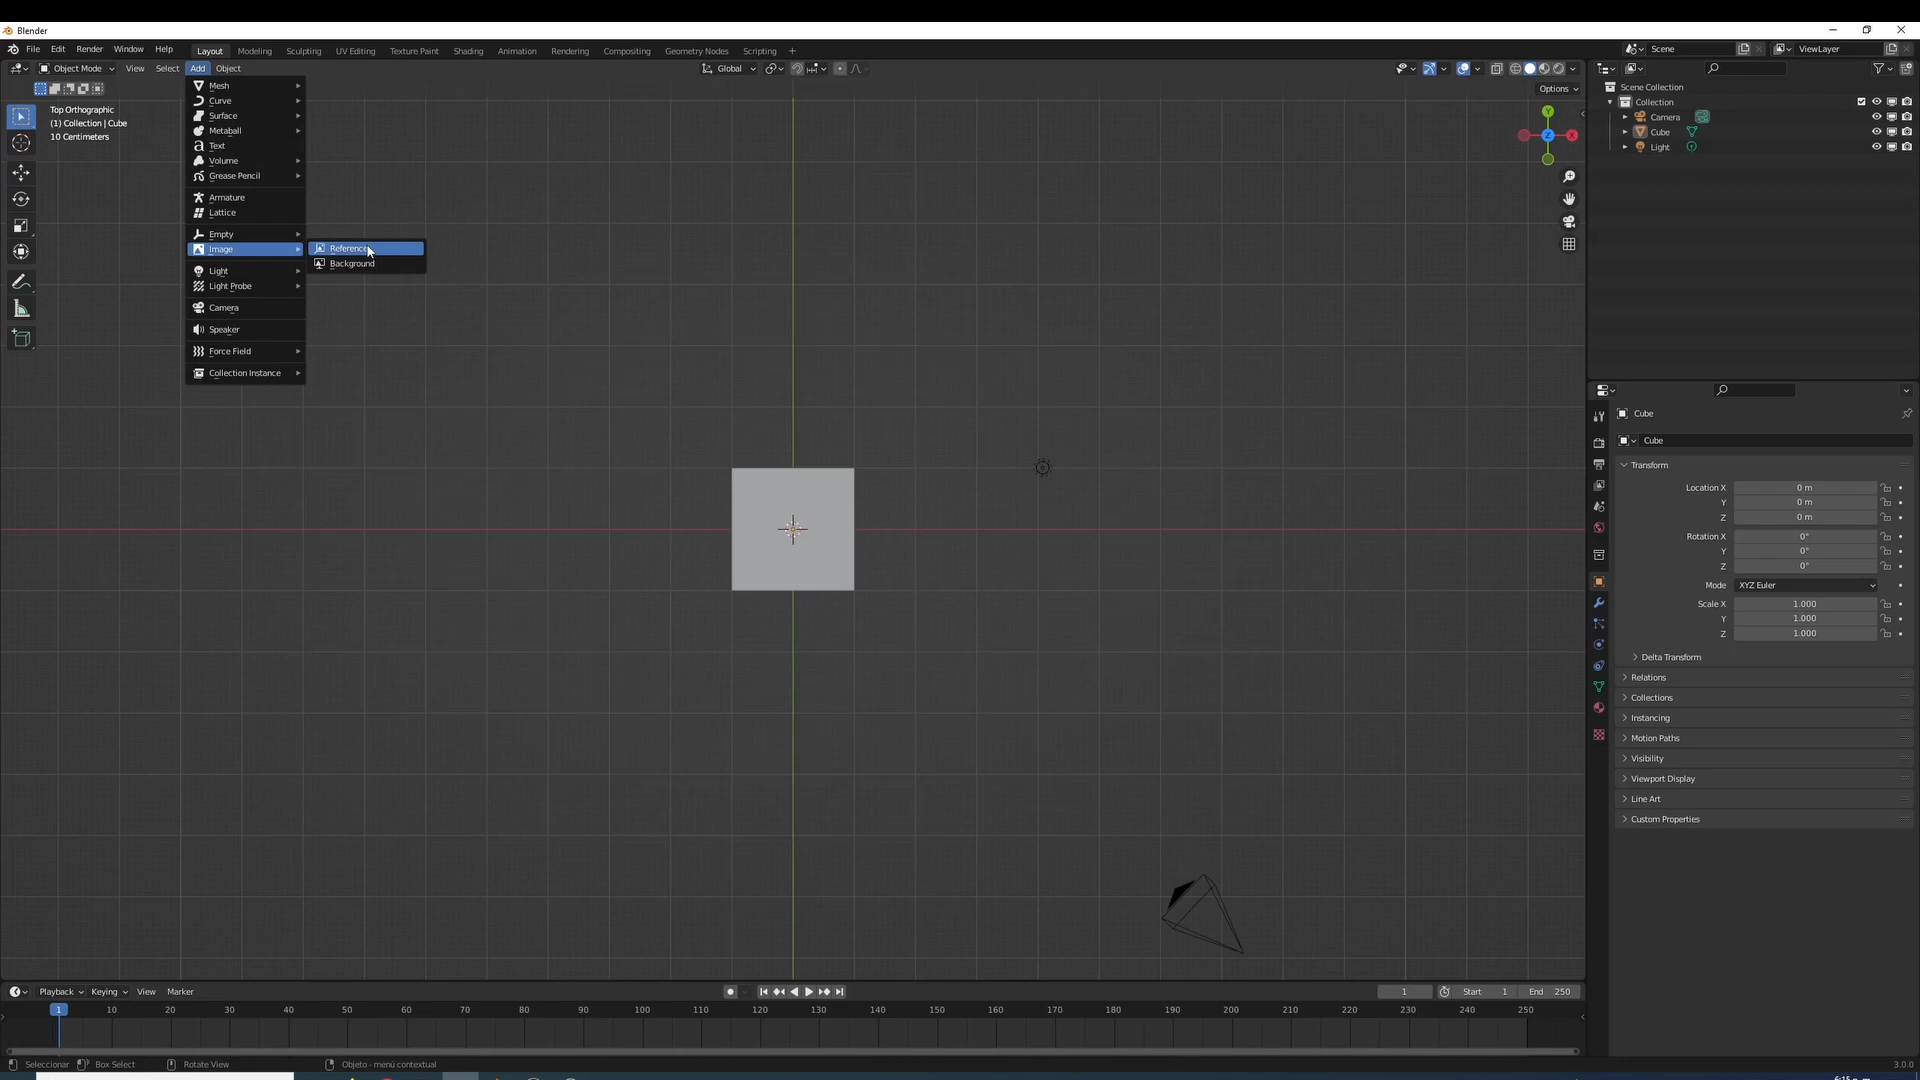 Blender
File Edit Render Window Help Layout Modeling Sculpting UV Editing Texture Paint Shading Animation Rendering Compositing Geometry Nodes Scripting + Scene ViewLayer
Object Mode View Select Add Object Global
Options
Top Orthographic
(1) Collection | Cube
10 Centimeters
Mesh
Curve
Surface
Metaball
Text
Volume
Grease Pencil
Armature
Lattice
Empty
Image
Light
Light Probe
Camera
Speaker
Force Field
Collection Instance
Reference
Background
Y
Z X
Scene Collection
Collection
Camera
Cube
Light
Cube
Cube
Transform
Location X 0 m
Y 0 m
Z 0 m
Rotation X 0°
Y 0°
Z 0°
Mode XYZ Euler
Scale X 1.000
Y 1.000
Z 1.000
Delta Transform
Relations
Collections
Instancing
Motion Paths
Visibility
Viewport Display
Line Art
Custom Properties
Playback Keying View Marker 1 Start 1 End 250
1 10 20 30 40 50 60 70 80 90 100 110 120 130 140 150 160 170 180 190 200 210 220 230 240 250
Seleccionar Box Select Rotate View Objeto - menú contextual 3.0.0